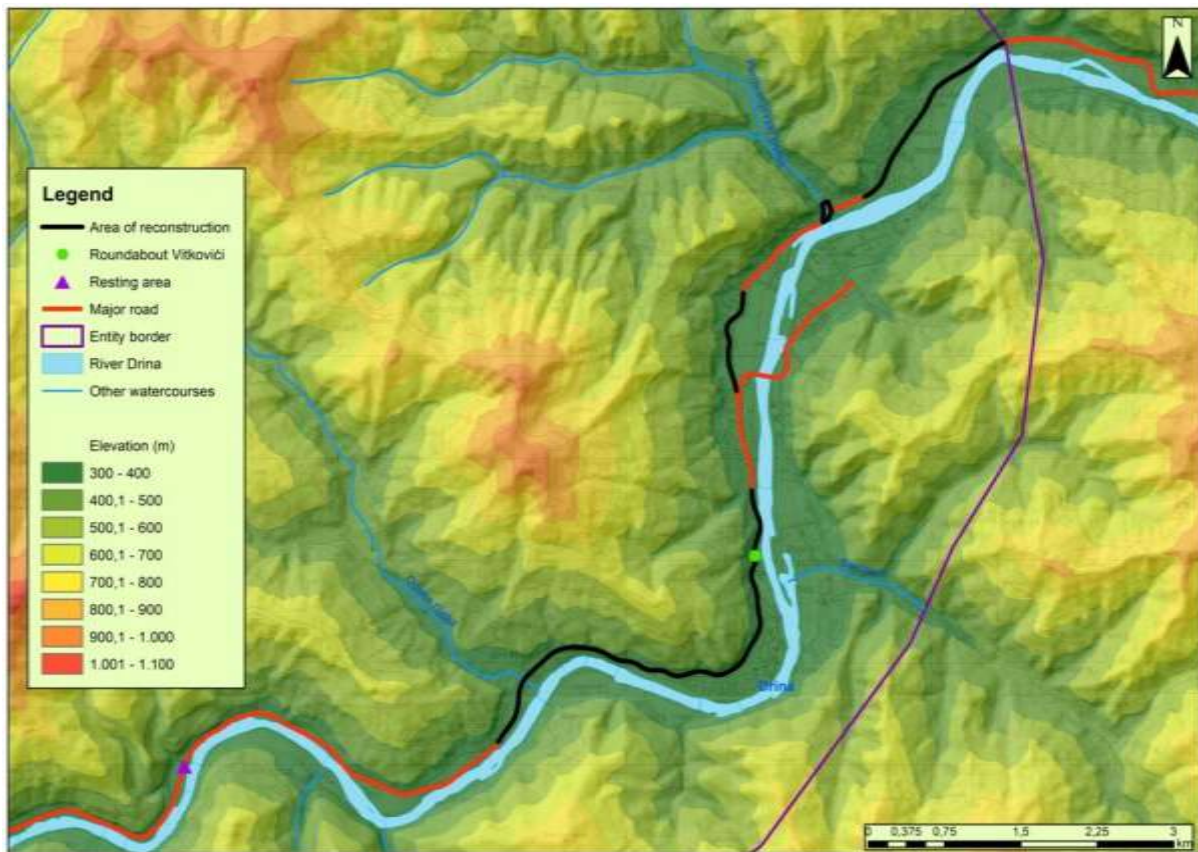 N
Legend
Area of reconstruction
Roundabout Vitkovići
Resting area
Major road
Entity border
River Drina
Other watercourses
Elevation (m)
300 - 400
400,1 - 500
500,1 - 600
600,1 - 700
700,1 - 800
800,1 - 900
900,1 - 1.000
1.001 - 1.100
Drina
0 0,375 0,75 1,5 2,25 3
km